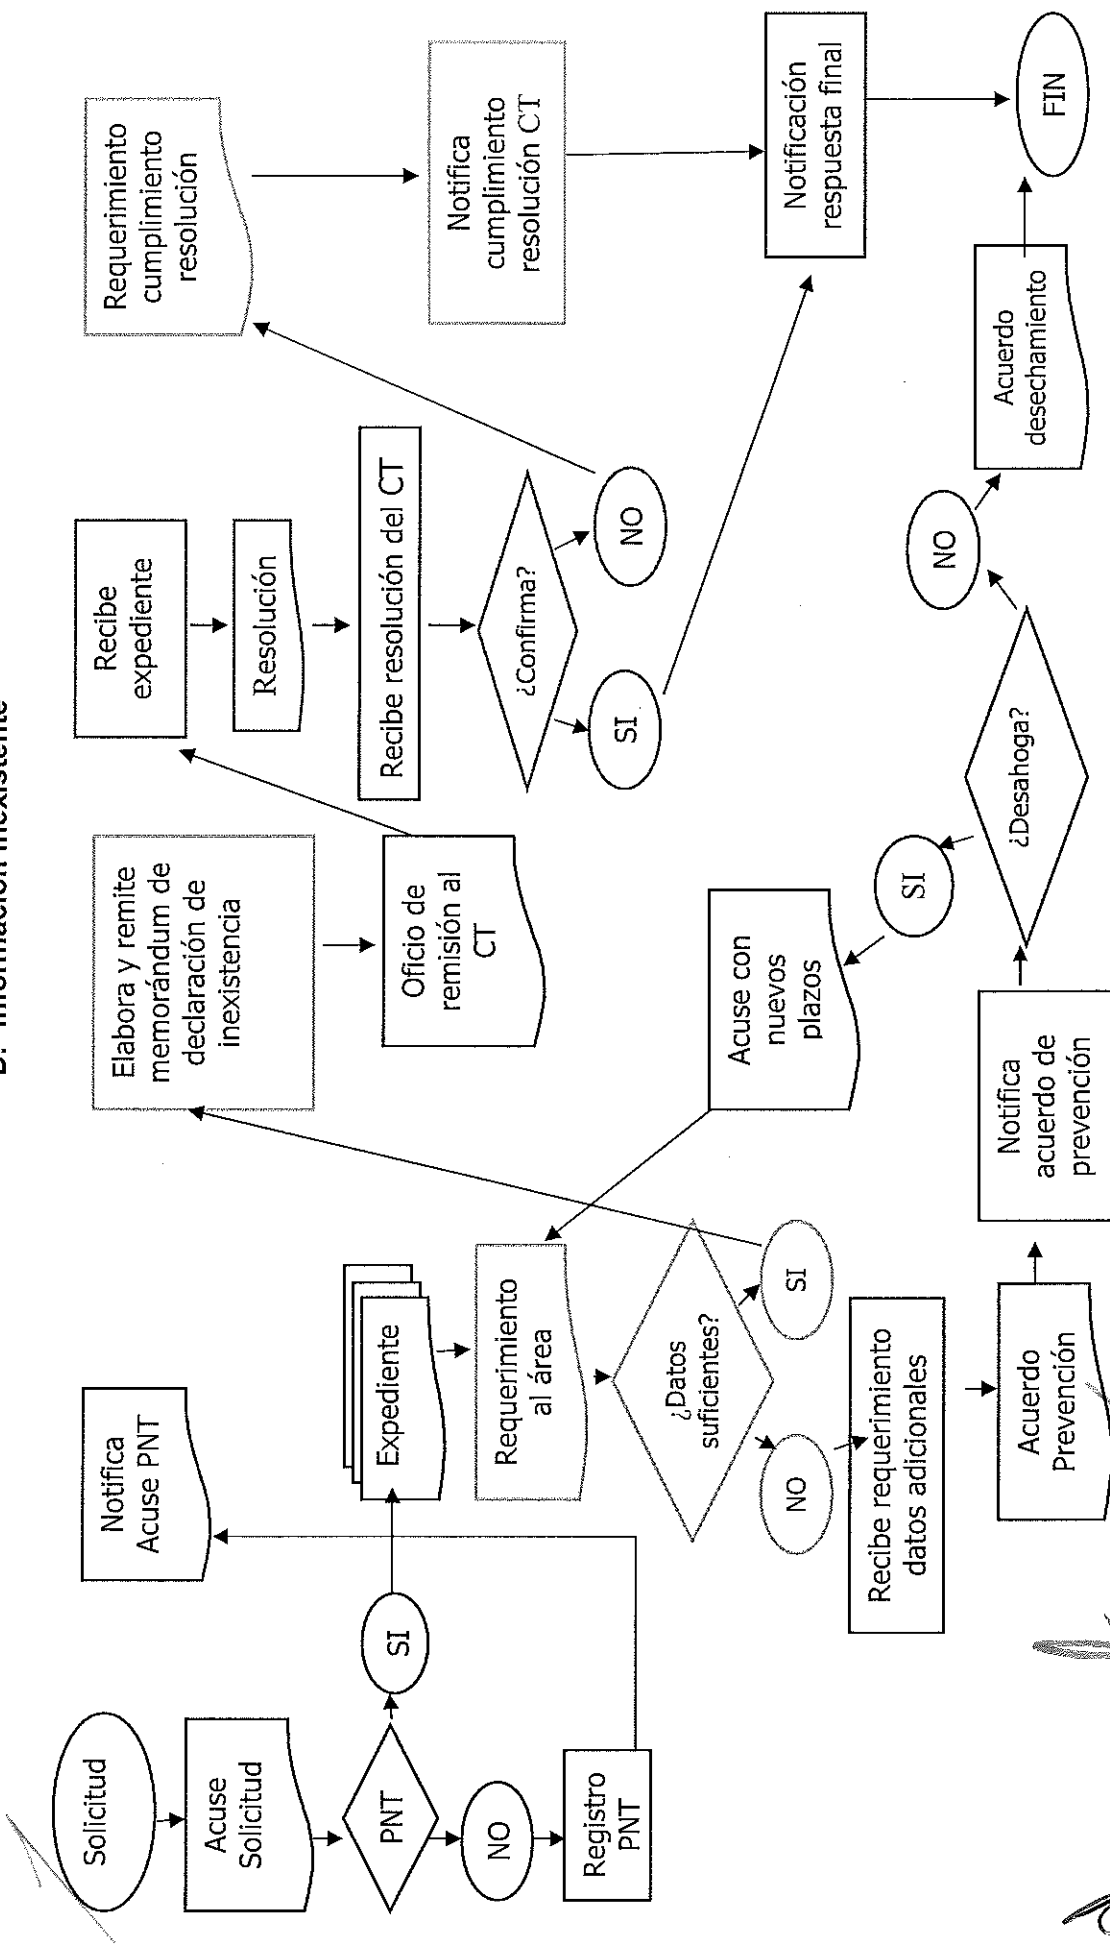 Solicitud
Acuse
Solicitud
PNT
SI
NO
Registro
PNT
Notifica
Acuse PNT
Expediente
Requerimiento
al área
¿Datos
suficientes?
SI
NO
Recibe requerimiento
datos adicionales
Acuerdo
Prevención
Notifica
acuerdo de
prevención
¿Desahoga?
SI
Acuse con
nuevos
plazos
NO
Acuerdo
desechamiento
Elabora y remite
memorándum de
declaración de
inexistencia
Oficio de
remisión al
CT
Recibe
expediente
Resolución
Recibe resolución del CT
¿Confirma?
SI
NO
Requerimiento
cumplimiento
resolución
Notifica
cumplimiento
resolución CT
Notificación
respuesta final
FIN